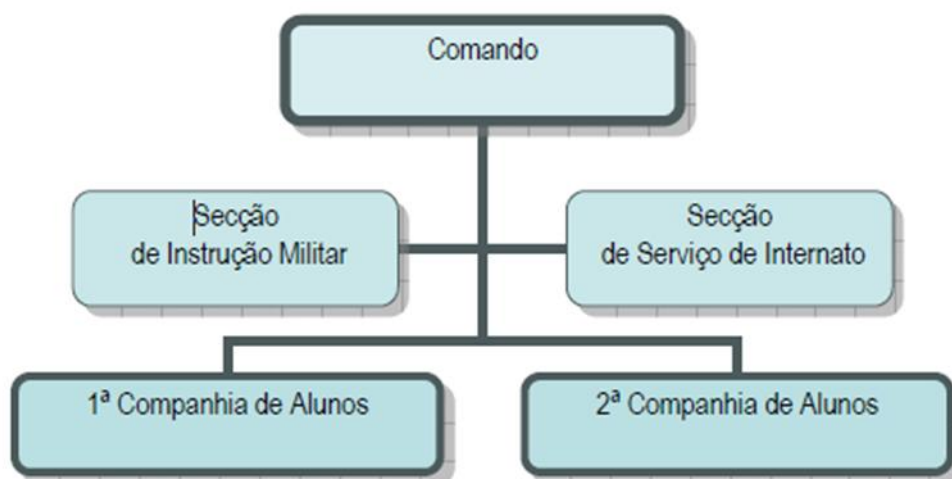 Comando
Secção
de Instrução Militar
Secção
de Serviço de Internato
1ª Companhia de Alunos
2ª Companhia de Alunos